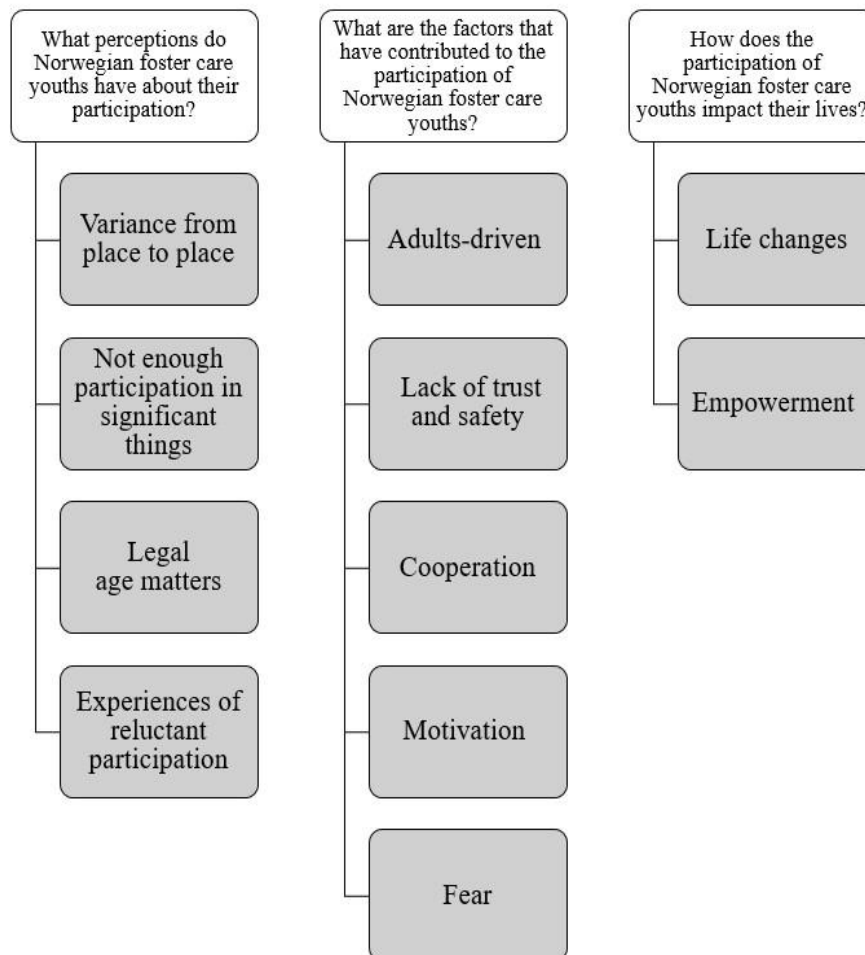 What perceptions do
Norwegian foster care
youths have about their
participation?
Variance from
place to place
Not enough
participation in
significant
things
Legal
age matters
Experiences of
reluctant
participation
What are the factors that
have contributed to the
participation of
Norwegian foster care
youths?
Adults-driven
Lack of trust
and safety
Cooperation
Motivation
Fear
How does the
participation of
Norwegian foster care
youths impact their lives?
Life changes
Empowerment